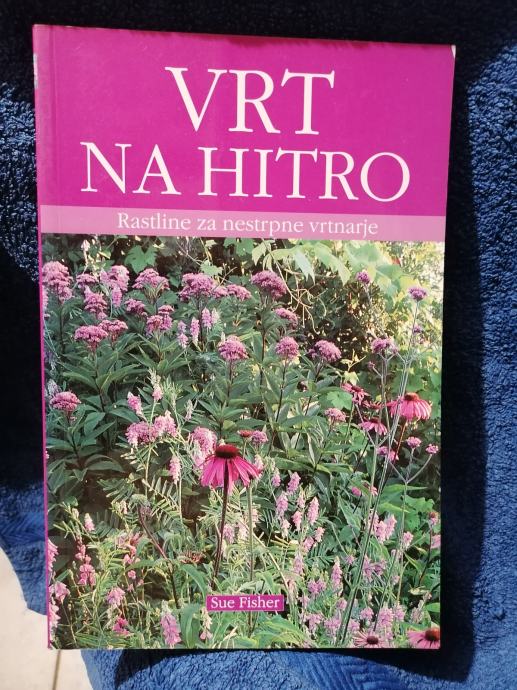 VRT
NA HITRO
Rastline za nestrpne vrtnarje
Sue Fisher